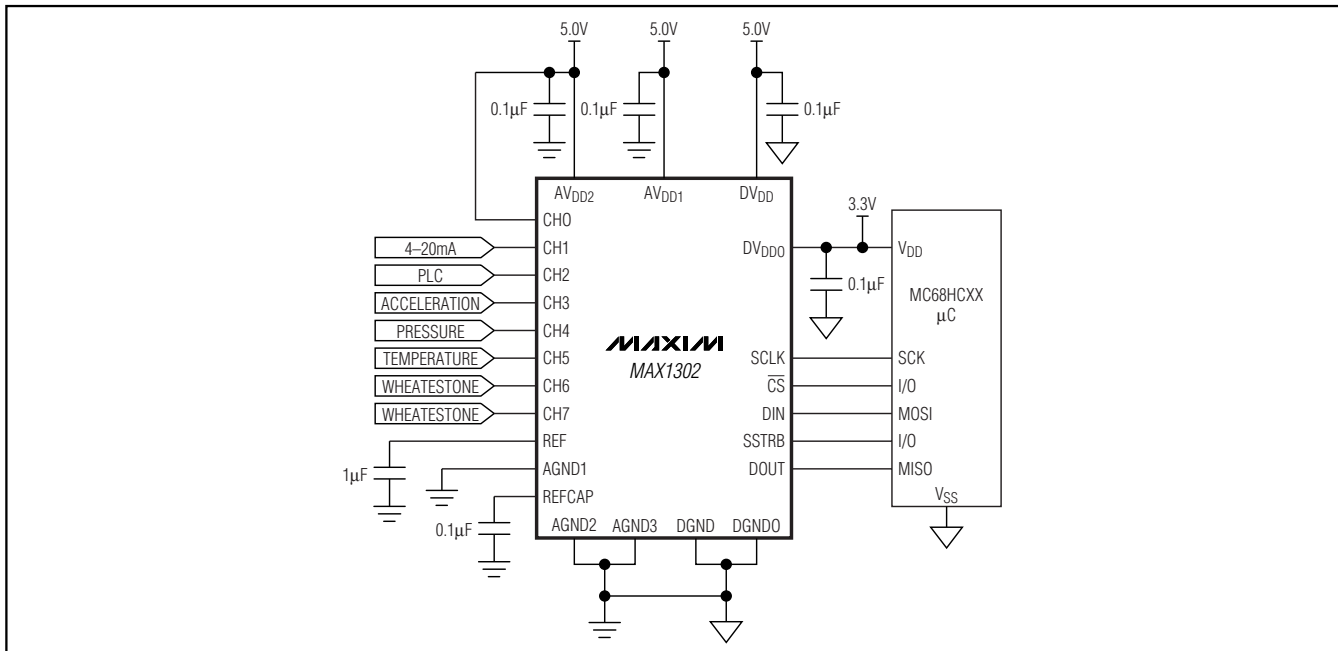 5.0V 5.0V 5.0V
0.1µF 0.1µF 0.1µF
AVDD2 AVDD1 DVDD
3.3V
CH0
4–20mA CH1 DVDDO VDD
PLC CH2
0.1µF
MC68HCXX
µC
ACCELERATION CH3
PRESSURE CH4
MAXIM
MAX1302
TEMPERATURE CH5 SCLK SCK
WHEATESTONE CH6 CS I/O
WHEATESTONE CH7 DIN MOSI
REF SSTRB I/O
1µF
AGND1 DOUT MISO
REFCAP
VSS
0.1µF
AGND2 AGND3 DGND DGNDO